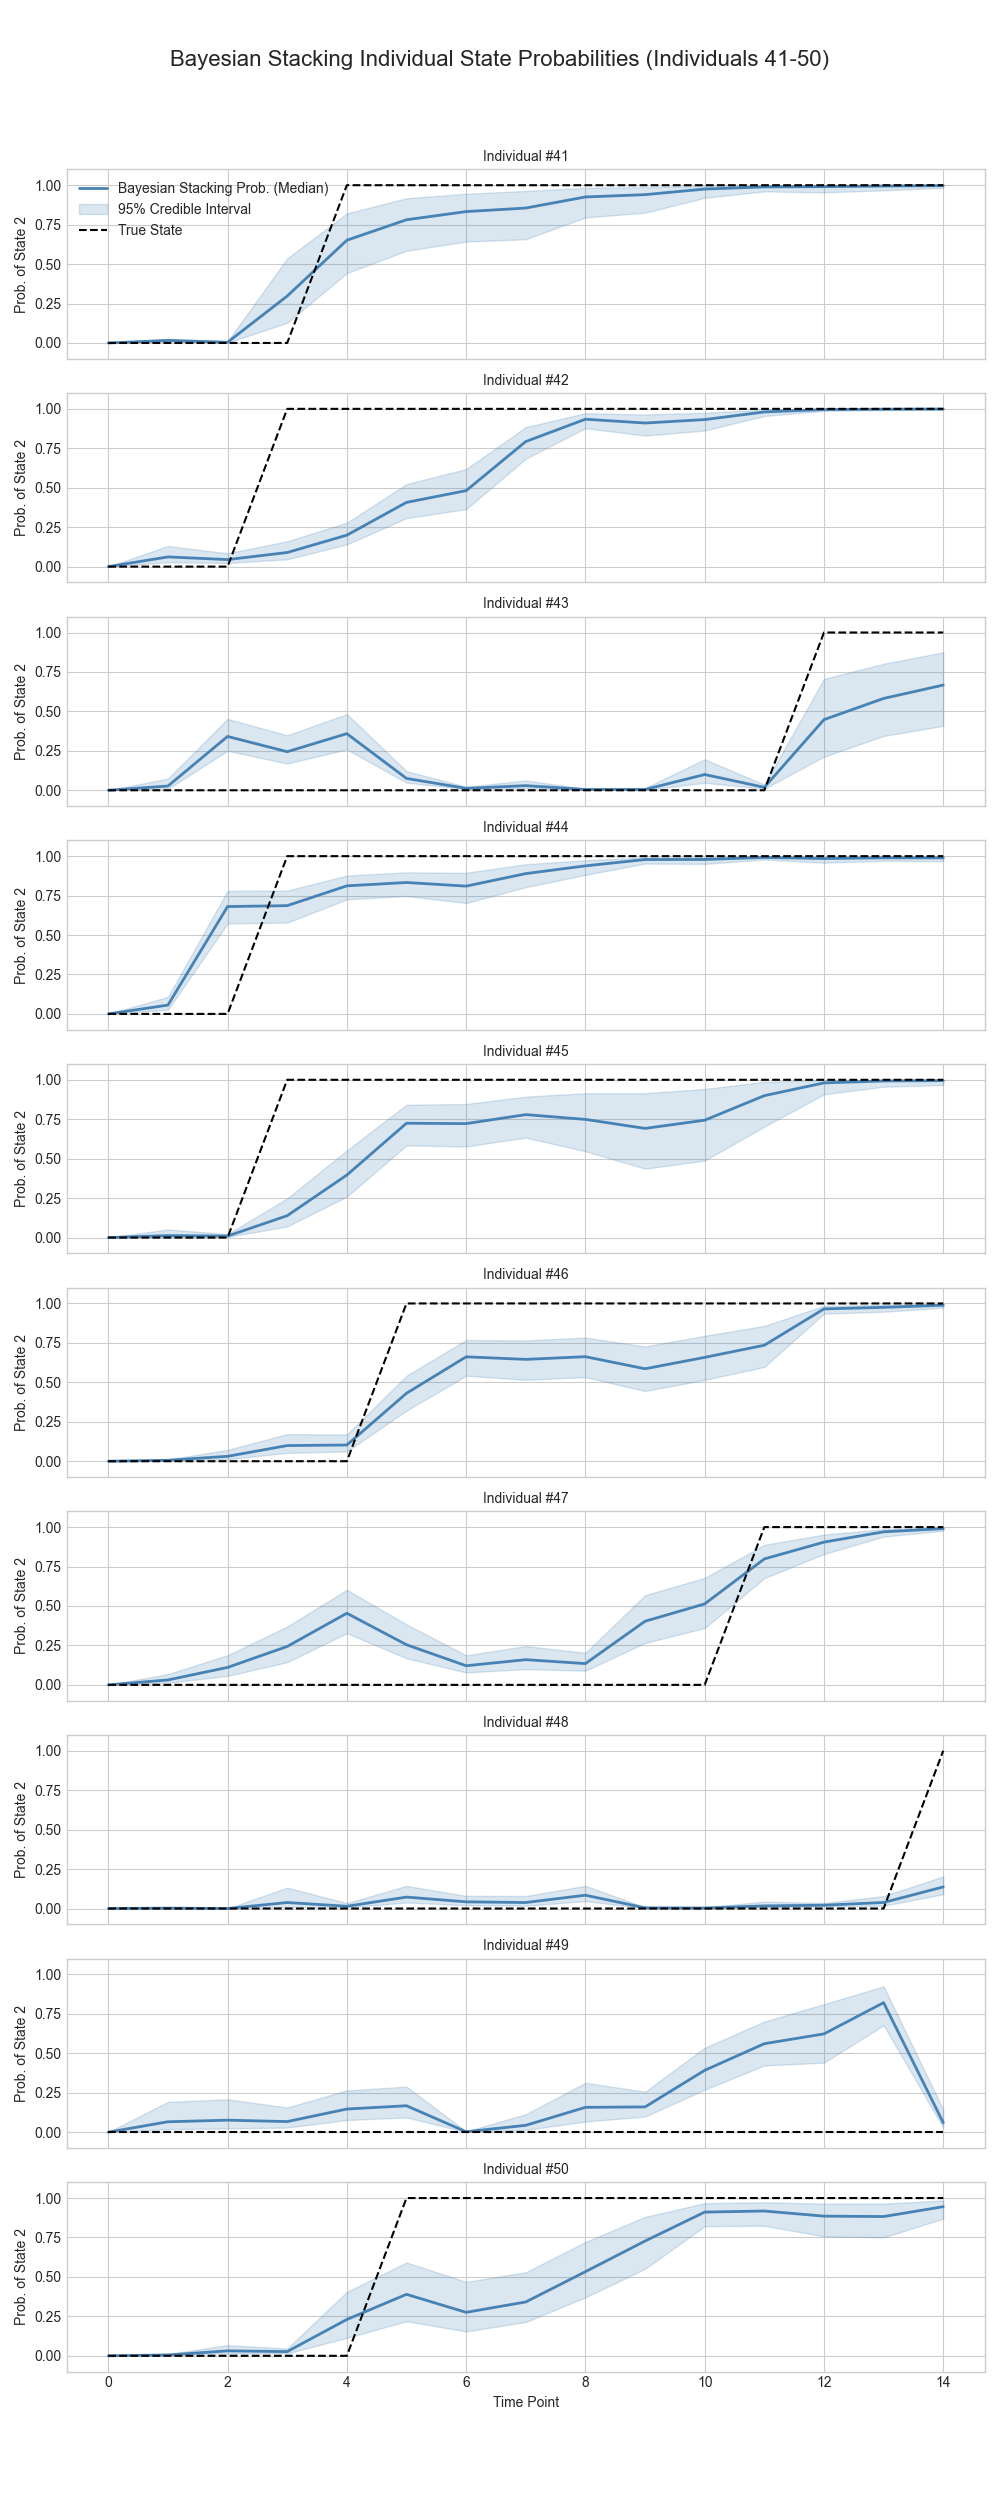 Bayesian Stacking Individual State Probabilities (Individuals 41-50)
Individual #41
Bayesian Stacking Prob. (Median)
95% Credible Interval
True State
1.00
0.75
0.50
0.25
0.00
Prob. of State 2
Individual #42
1.00
0.75
0.50
0.25
0.00
Prob. of State 2
Individual #43
1.00
0.75
0.50
0.25
0.00
Prob. of State 2
Individual #44
1.00
0.75
0.50
0.25
0.00
Prob. of State 2
Individual #45
1.00
0.75
0.50
0.25
0.00
Prob. of State 2
Individual #46
1.00
0.75
0.50
0.25
0.00
Prob. of State 2
Individual #47
1.00
0.75
0.50
0.25
0.00
Prob. of State 2
Individual #48
1.00
0.75
0.50
0.25
0.00
Prob. of State 2
Individual #49
1.00
0.75
0.50
0.25
0.00
Prob. of State 2
Individual #50
1.00
0.75
0.50
0.25
0.00
Prob. of State 2
0 2 4 6 8 10 12 14
Time Point